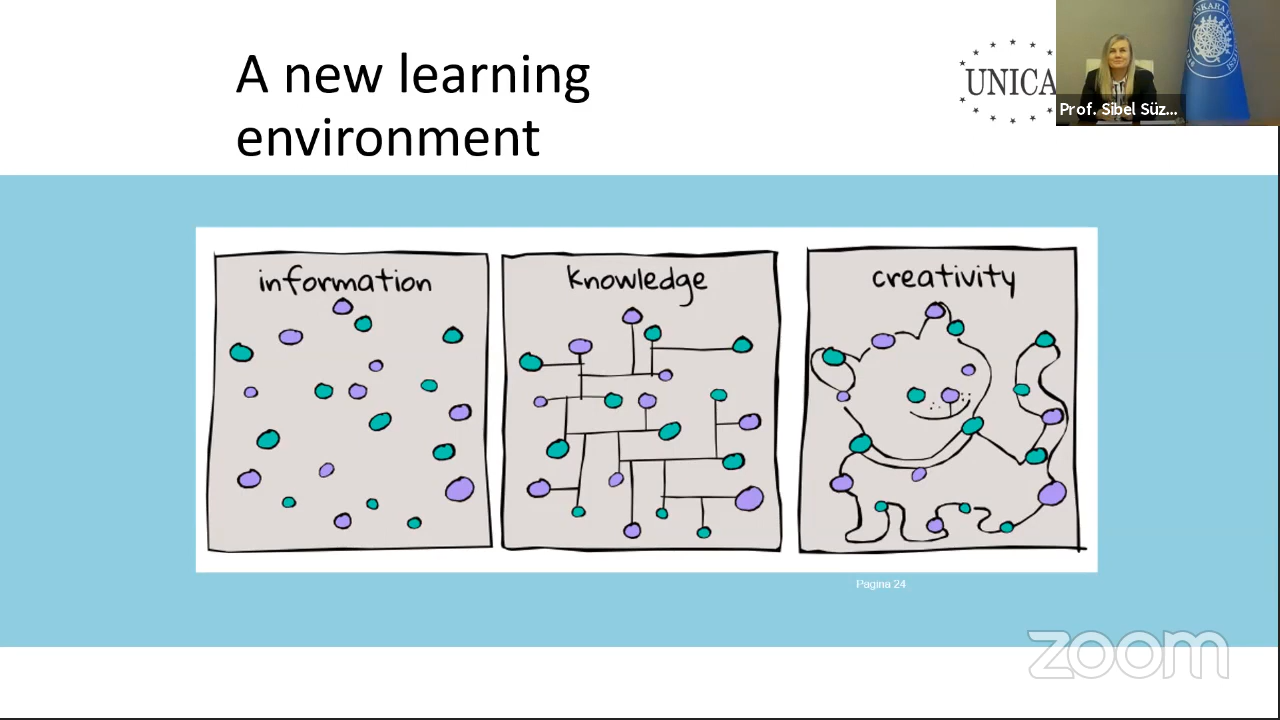 A new learning
environment
UNICA
Prof. Sibel Süz...
information
knowledge
creativity
Pagina 24
zoom